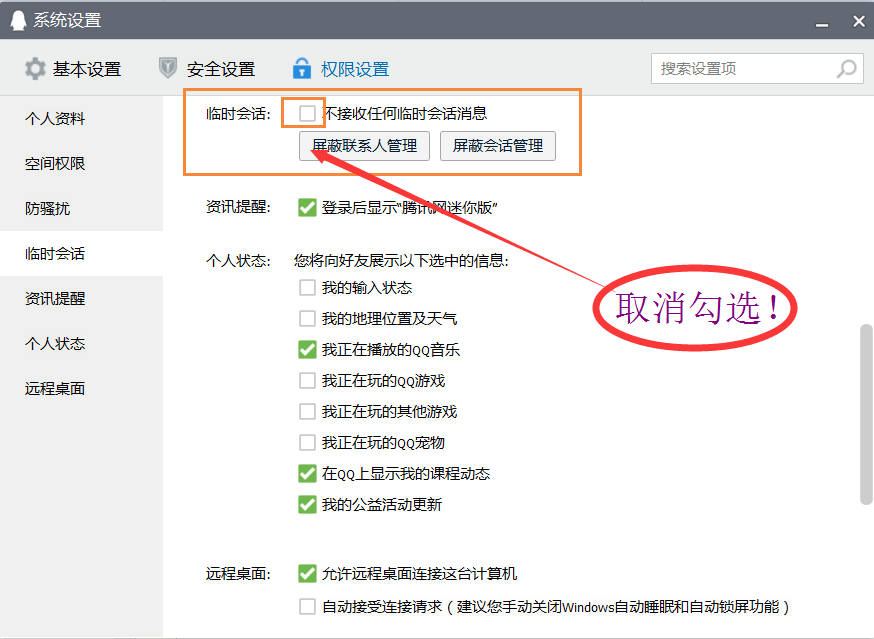 系统设置
基本设置 安全设置 权限设置 搜索设置项
个人资料
空间权限
防骚扰
临时会话
资讯提醒
个人状态
远程桌面
临时会话: 不接收任何临时会话消息
屏蔽联系人管理 屏蔽会话管理
资讯提醒: 登录后显示“腾讯网迷你版”
个人状态: 您将向好友展示以下选中的信息:
我的输入状态
取消勾选！
我的地理位置及天气
我正在播放的QQ音乐
我正在玩的QQ游戏
我正在玩的其他游戏
我正在玩的QQ宠物
在QQ上显示我的课程动态
我的公益活动更新
远程桌面: 允许远程桌面连接这台计算机
自动接受连接请求（建议您手动关闭Windows自动睡眠和自动锁屏功能）